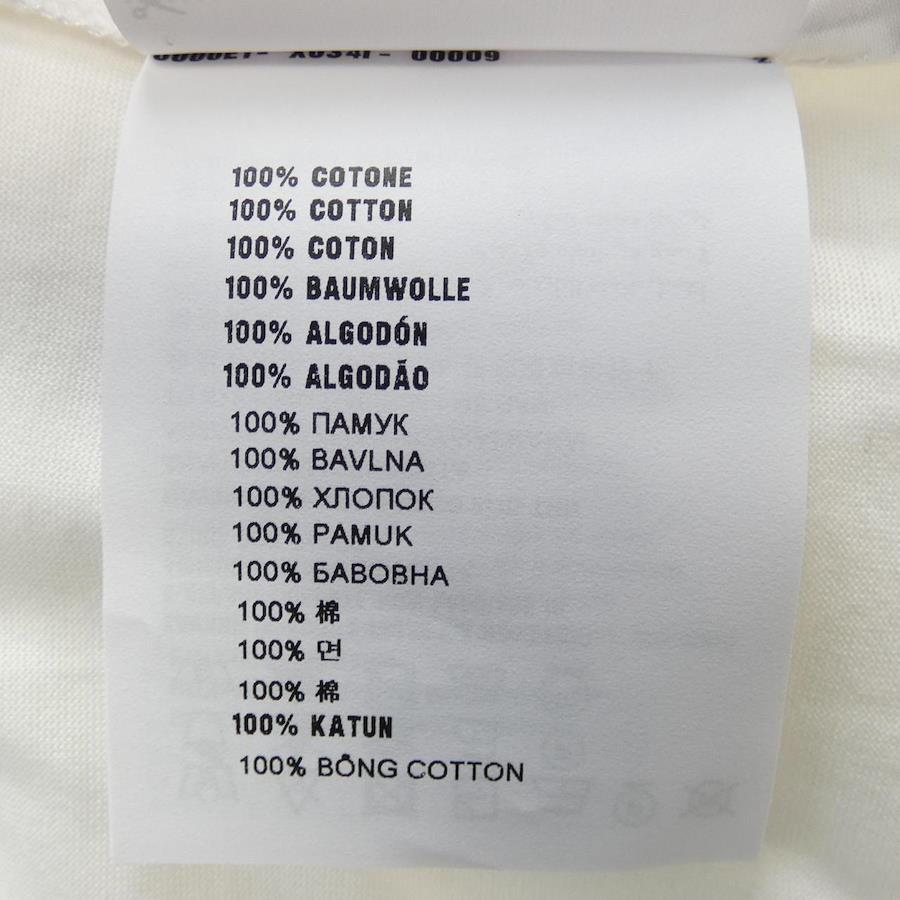 00009
100% COTONE
100% COTTON
100% COTON
100% BAUMWOLLE
100% ALGODÓN
100% ALGODÃO
100% ПАМУК
100% BAVLNA
100% ХЛОПОК
100% PAMUK
100% БАВОВНА
100% 棉
100% 면
100% 棉
100% KATUN
100% BÔNG COTTON